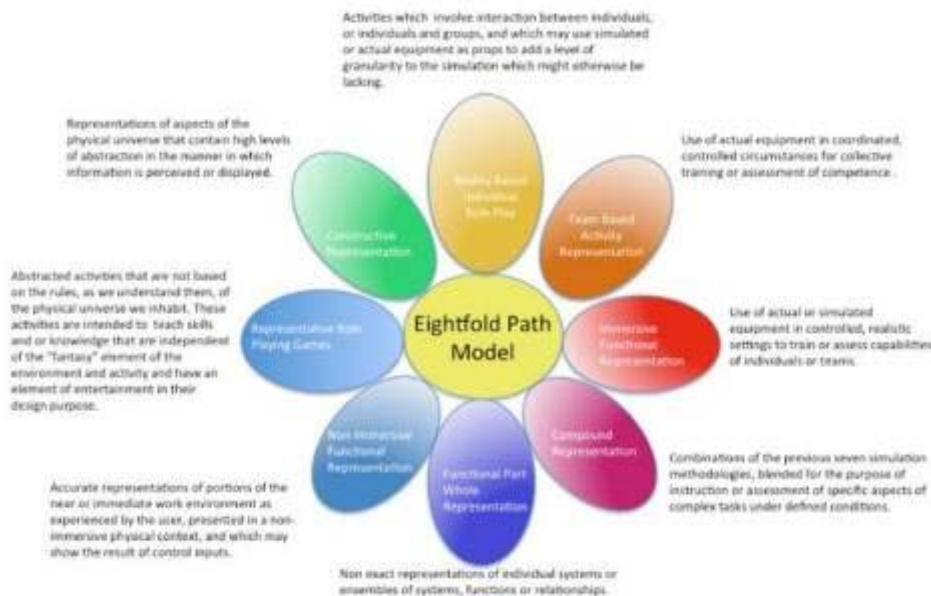 Activities which involve interaction between individuals,
or individuals and groups, and which may use simulated
or actual equipment as props to add a level of
granularity to the simulation which might otherwise be
lacking.
Representations of aspects of the
physical universe that contain high levels
of abstraction in the manner in which
information is perceived or displayed.
Use of actual equipment in coordinated,
controlled circumstances for collective
training or assessment of competence.
Reality Based
Individual
Role Play
Team Based
Activity
Representation
Constructive
Representation
Abstracted activities that are not based
on the rules, as we understand them, of
the physical universe we inhabit. These
activities are intended to teach skills
and or knowledge that are independent
of the "fantasy" element of the
environment and activity and have an
element of entertainment in their
design purpose.
Representative Role
Playing Games
Eightfold Path
Model
Immersive
Functional
Representation
Use of actual or simulated
equipment in controlled, realistic
settings to train or assess capabilities
of individuals or teams.
Non Immersive
Functional
Representation
Functional Part
Whole
Representation
Compound
Representation
Combinations of the previous seven simulation
methodologies, blended for the purpose of
instruction or assessment of specific aspects of
complex tasks under defined conditions.
Accurate representations of portions of the
near or immediate work environment as
experienced by the user, presented in a non-
immersive physical context, and which may
show the result of control inputs.
Non exact representations of individual systems or
ensembles of systems, functions or relationships.